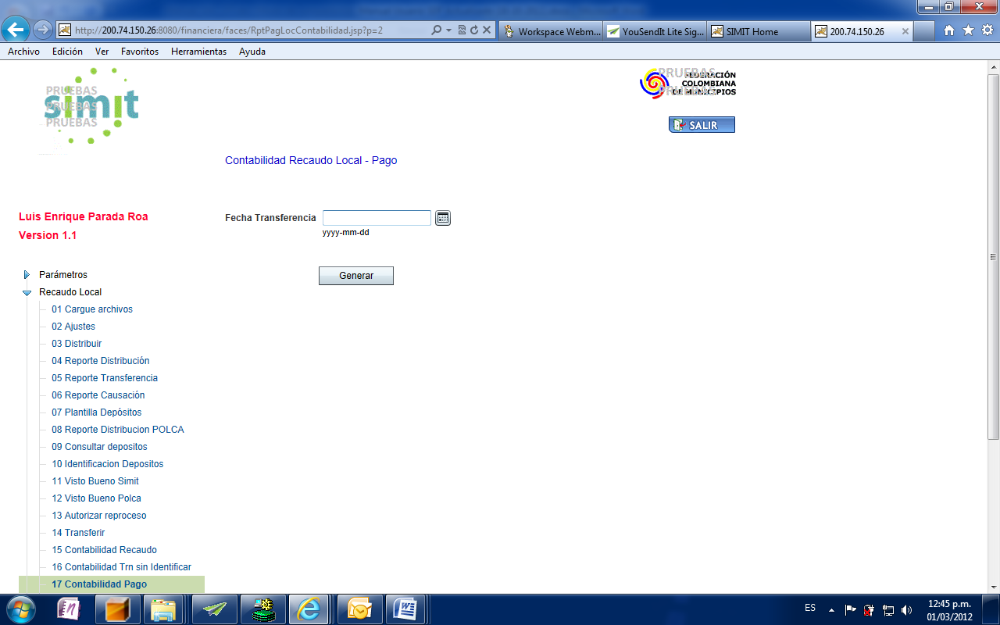 http://200.74.150.26:8080/financiera/faces/RptPagLocContabilidad.jsp?p=2
Workspace Webm...
YouSendIt Lite Sig...
SIMIT Home
200.74.150.26
Archivo Edición Ver Favoritos Herramientas Ayuda
PRUEBAS
simit
PRUEBAS
PRUEBAS
PRUEBAS
FEDERACIÓN
COLOMBIANA
DE MUNICIPIOS
PRUEBAS
SALIR
Contabilidad Recaudo Local - Pago
Luis Enrique Parada Roa
Version 1.1
Fecha Transferencia
yyyy-mm-dd
Generar
Parámetros
Recaudo Local
01 Cargue archivos
02 Ajustes
03 Distribuir
04 Reporte Distribución
05 Reporte Transferencia
06 Reporte Causación
07 Plantilla Depósitos
08 Reporte Distribucion POLCA
09 Consultar depositos
10 Identificacion Depositos
11 Visto Bueno Simit
12 Visto Bueno Polca
13 Autorizar reproceso
14 Transferir
15 Contabilidad Recaudo
16 Contabilidad Trn sin Identificar
17 Contabilidad Pago
ES
12:45 p.m.
01/03/2012